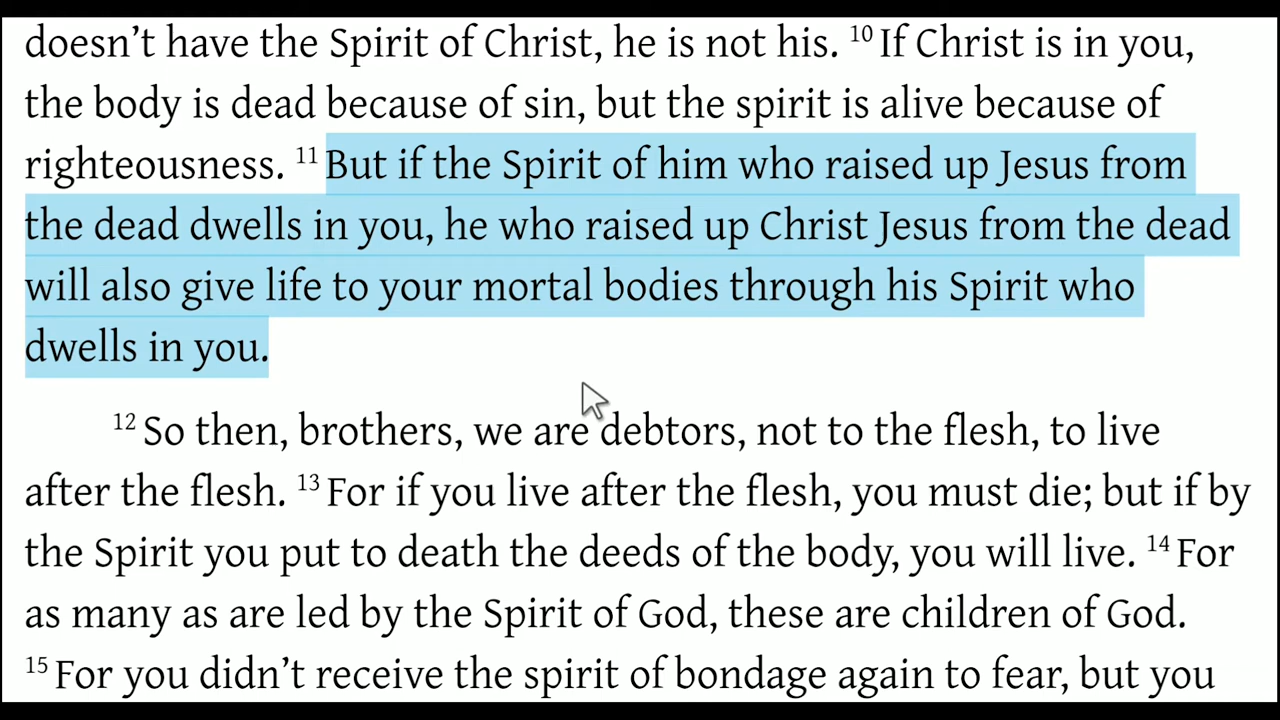 doesn’t have the Spirit of Christ, he is not his. 10 If Christ is in you,
the body is dead because of sin, but the spirit is alive because of
righteousness. 11 But if the Spirit of him who raised up Jesus from
the dead dwells in you, he who raised up Christ Jesus from the dead
will also give life to your mortal bodies through his Spirit who
dwells in you.
12 So then, brothers, we are debtors, not to the flesh, to live
after the flesh. 13 For if you live after the flesh, you must die; but if by
the Spirit you put to death the deeds of the body, you will live. 14 For
as many as are led by the Spirit of God, these are children of God.
15 For you didn’t receive the spirit of bondage again to fear, but you